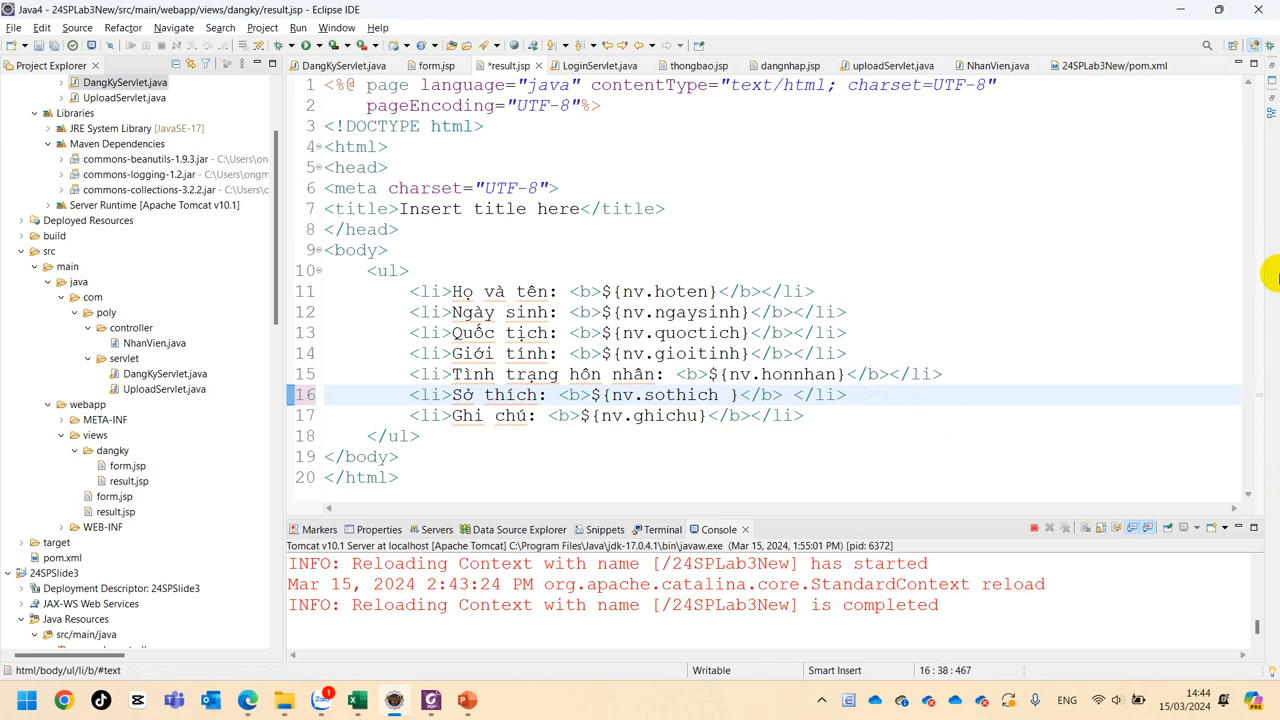 Java4 - 24SPLab3New/src/main/webapp/views/dangky/result.jsp - Eclipse IDE
File Edit Source Refactor Navigate Search Project Run Window Help
Project Explorer
DangKyServlet.java
UploadServlet.java
Libraries
JRE System Library [JavaSE-17]
Maven Dependencies
commons-beanutils-1.9.3.jar - C:\Users\ongm
commons-logging-1.2.jar - C:\Users\ongm
commons-collections-3.2.2.jar - C:\Users\
Server Runtime [Apache Tomcat v10.1]
Deployed Resources
build
src
main
java
com
poly
controller
NhanVien.java
servlet
DangKyServlet.java
UploadServlet.java
webapp
META-INF
views
dangky
form.jsp
result.jsp
form.jsp
result.jsp
WEB-INF
target
pom.xml
24SPSlide3
Deployment Descriptor: 24SPSlide3
JAX-WS Web Services
Java Resources
src/main/java
DangKyServlet.java form.jsp *result.jsp LoginServlet.java thongbao.jsp dangnhap.jsp uploadServlet.java NhanVien.java 24SPLab3New/pom.xml
1 <%@ page language="java" contentType="text/html; charset=UTF-8"
2 pageEncoding="UTF-8"%>
3 <!DOCTYPE html>
4 <html>
5 <head>
6 <meta charset="UTF-8">
7 <title>Insert title here</title>
8 </head>
9 <body>
10 <ul>
11 <li>Họ và tên: <b>${nv.hoten}</b></li>
12 <li>Ngày sinh: <b>${nv.ngaysinh}</b></li>
13 <li>Quốc tịch: <b>${nv.quoctich}</b></li>
14 <li>Giới tính: <b>${nv.gioitinh}</b></li>
15 <li>Tình trạng hôn nhân: <b>${nv.honnhan}</b></li>
16 <li>Sở thích: <b>${nv.sothich }</b> </li>
17 <li>Ghi chú: <b>${nv.ghichu}</b></li>
18 </ul>
19 </body>
20 </html>
Markers Properties Servers Data Source Explorer Snippets Terminal Console
Tomcat v10.1 Server at localhost [Apache Tomcat] C:\Program Files\Java\jdk-17.0.4.1\bin\javaw.exe (Mar 15, 2024, 1:55:01 PM) [pid: 6372]
INFO: Reloading Context with name [/24SPLab3New] has started
Mar 15, 2024 2:43:24 PM org.apache.catalina.core.StandardContext reload
INFO: Reloading Context with name [/24SPLab3New] is completed
html/body/ul/li/b/#text Writable Smart Insert 16 : 38 : 467
Zalo 1 ENG 14:44
15/03/2024